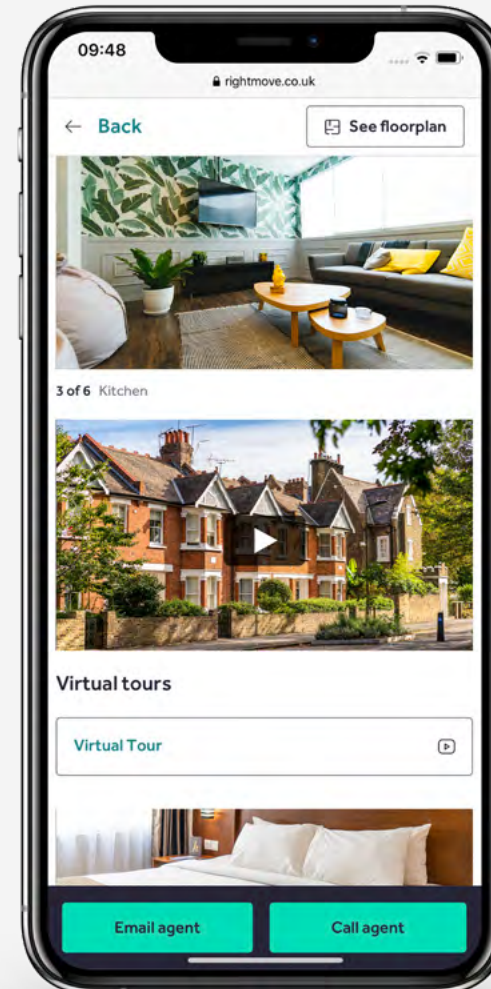 09:48
rightmove.co.uk
← Back
See floorplan
3 of 6 Kitchen
Virtual tours
Virtual Tour
Email agent
Call agent